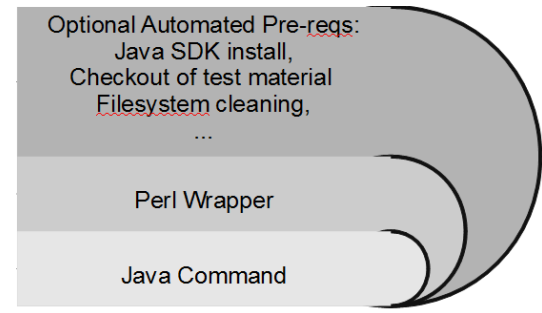 Optional Automated Pre-reqs:
Java SDK install,
Checkout of test material
Filesystem cleaning,
...
Perl Wrapper
Java Command